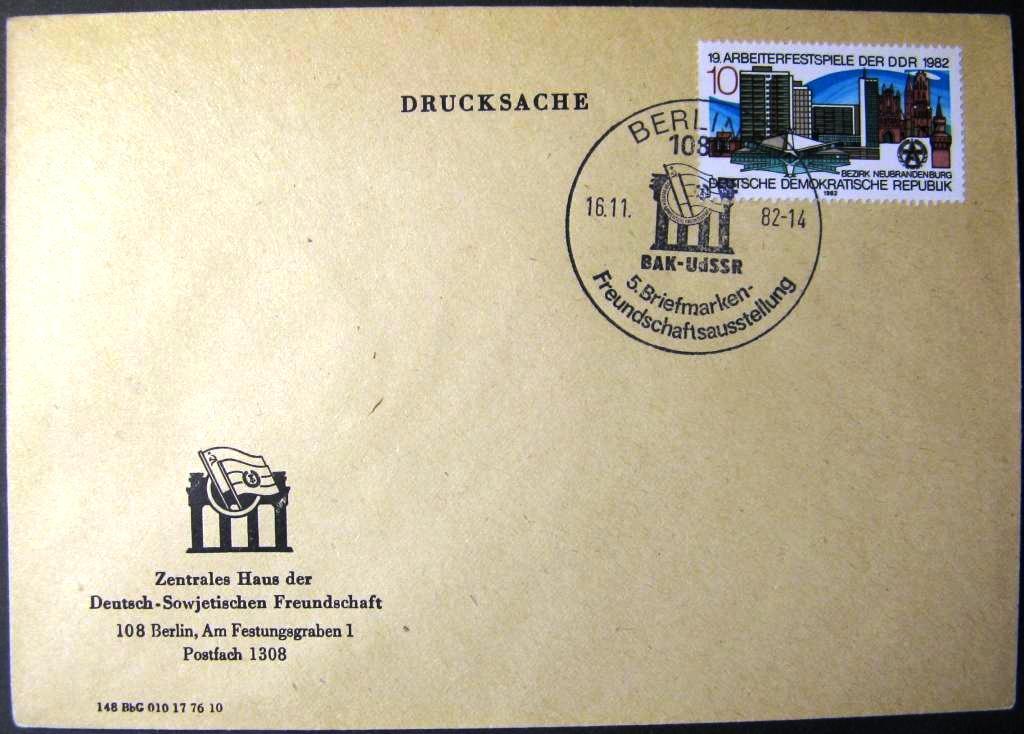 DRUCKSACHE
19. ARBEITERFESTSPIELE DER DDR 1982
10
BEZIRK NEUBRANDENBURG
DEUTSCHE DEMOKRATISCHE REPUBLIK
1982
BERLIN
108
16.11.
82-14
BAK-UdSSR
5. Briefmarken-
Freundschaftsausstellung
Zentrales Haus der
Deutsch-Sowjetischen Freundschaft
108 Berlin, Am Festungsgraben 1
Postfach 1308
148 BbG 010 17 76 10